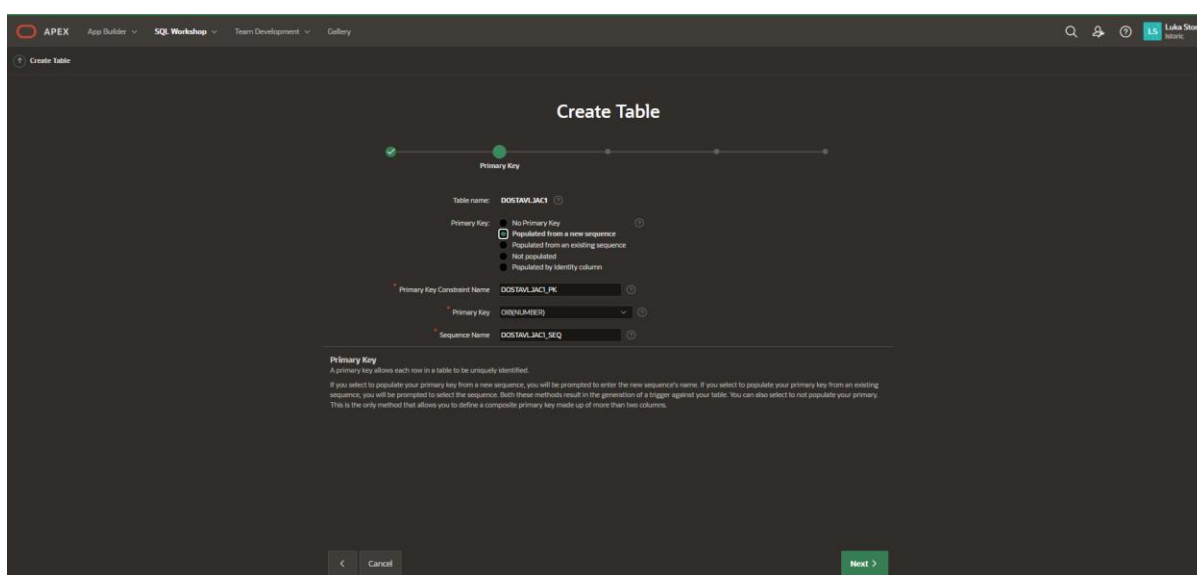 APEX App Builder SQL Workshop Team Development Gallery LS Luka Stor
Istoric
Create Table
Create Table
Primary Key
Table name: DOSTAVLJAC1
Primary Key: No Primary Key
Populated from a new sequence
Populated from an existing sequence
Not populated
Populated by Identity column
* Primary Key Constraint Name DOSTAVLJAC1_PK
* Primary Key OIB(NUMBER)
* Sequence Name DOSTAVLJAC1_SEQ
Primary Key
A primary key allows each row in a table to be uniquely identified.
If you select to populate your primary key from a new sequence, you will be prompted to enter the new sequence's name. If you select to populate your primary key from an existing
sequence, you will be prompted to select the sequence. Both these methods result in the generation of a trigger against your table. You can also select to not populate your primary.
This is the only method that allows you to define a composite primary key made up of more than two columns.
Cancel Next